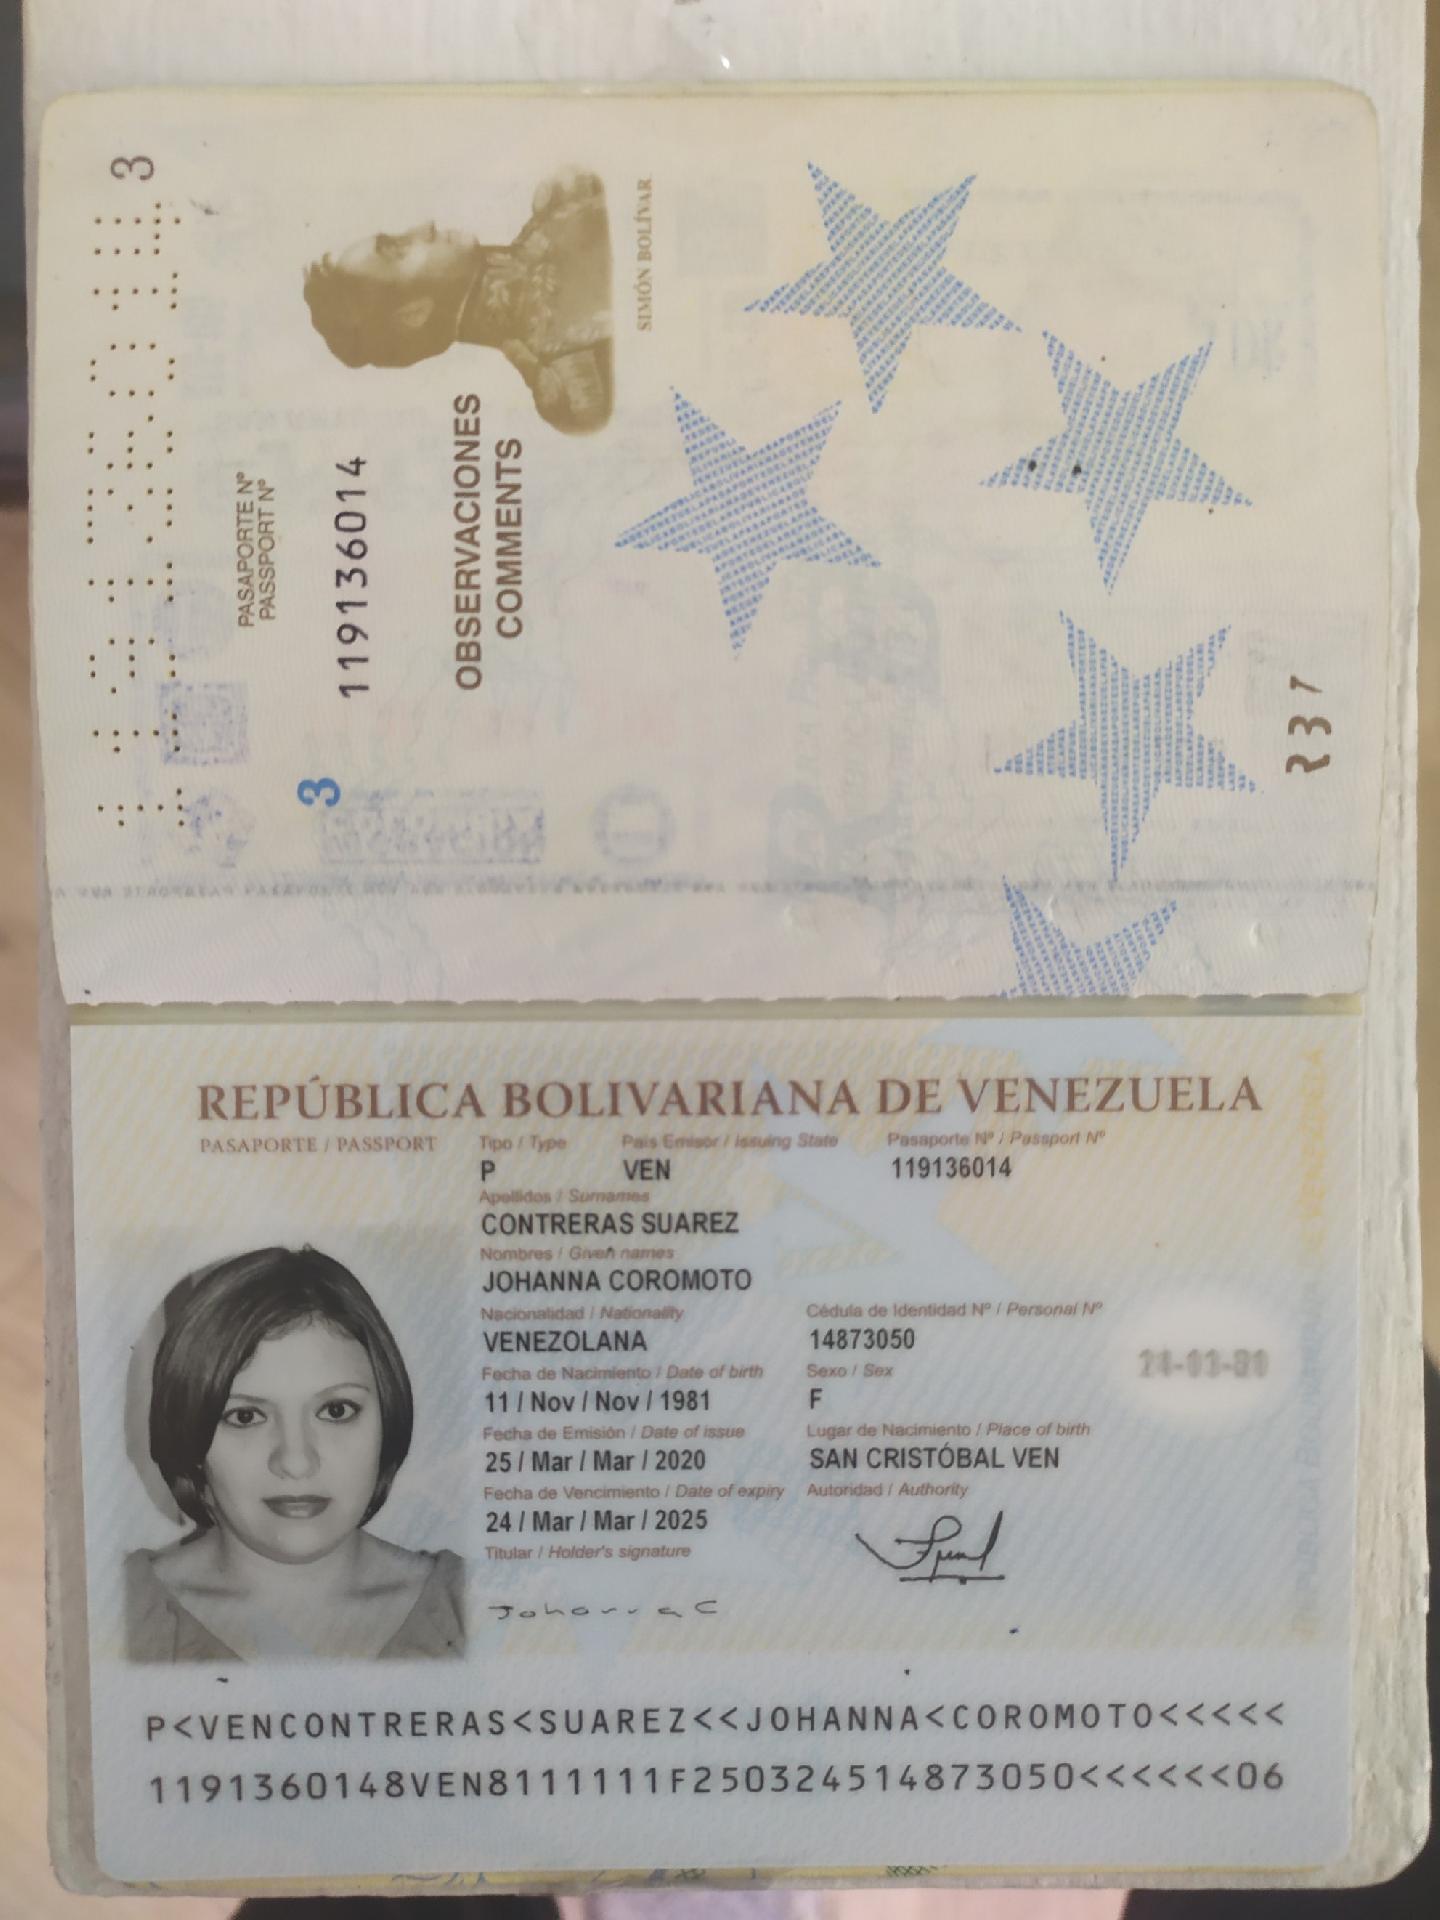 3
PASAPORTE Nº
PASSPORT Nº
3
119136014
OBSERVACIONES
COMMENTS
SIMÓN BOLÍVAR
REPÚBLICA BOLIVARIANA DE VENEZUELA
PASAPORTE / PASSPORT
Tipo / Type
País Emisor / Issuing State
Pasaporte Nº / Passport Nº
P
VEN
119136014
Apellidos / Surnames
CONTRERAS SUAREZ
Nombres / Given names
JOHANNA COROMOTO
Nacionalidad / Nationality
Cédula de Identidad Nº / Personal Nº
VENEZOLANA
14873050
Fecha de Nacimiento / Date of birth
Sexo / Sex
11 / Nov / Nov / 1981
F
Fecha de Emisión / Date of issue
Lugar de Nacimiento / Place of birth
25 / Mar / Mar / 2020
SAN CRISTÓBAL VEN
Fecha de Vencimiento / Date of expiry
Autoridad / Authority
24 / Mar / Mar / 2025
Titular / Holder's signature
Johanna C
P<VENCONTRERAS<SUAREZ<<JOHANNA<COROMOTO<<<<<
1191360148VEN8111111F250324514873050<<<<<<06